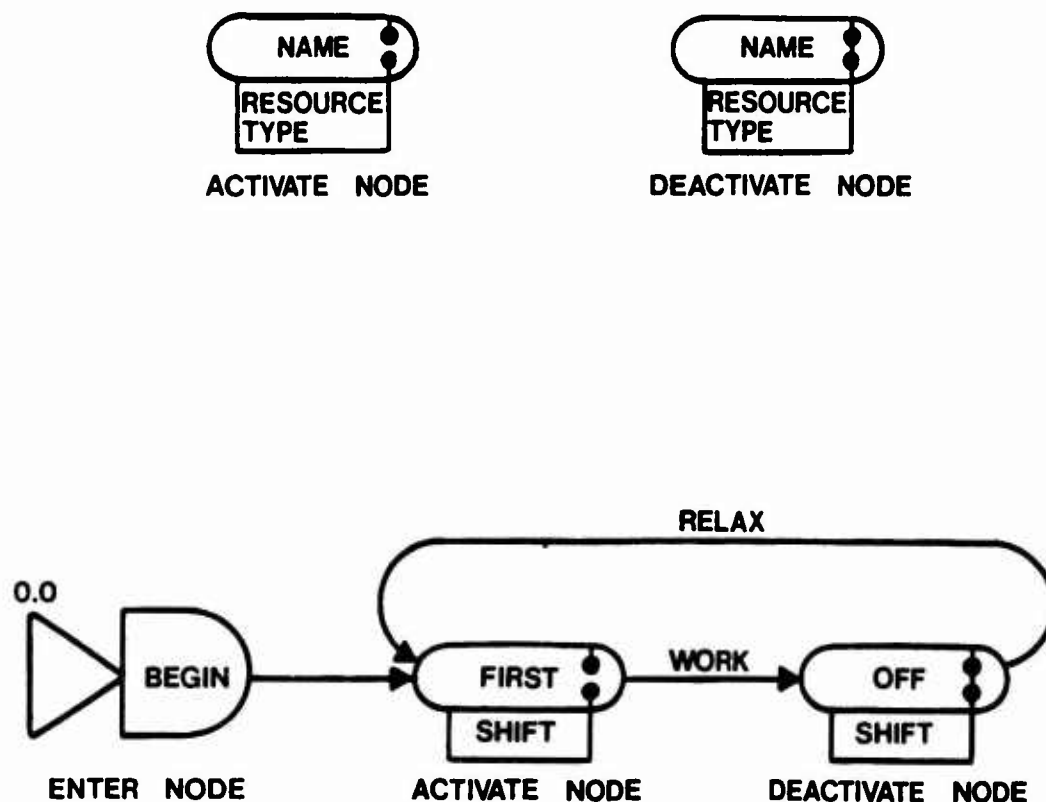 NAME
NAME
RESOURCE
TYPE
RESOURCE
TYPE
ACTIVATE NODE
DEACTIVATE NODE
RELAX
0.0
BEGIN
FIRST
WORK
OFF
SHIFT
SHIFT
ENTER NODE
ACTIVATE NODE
DEACTIVATE NODE